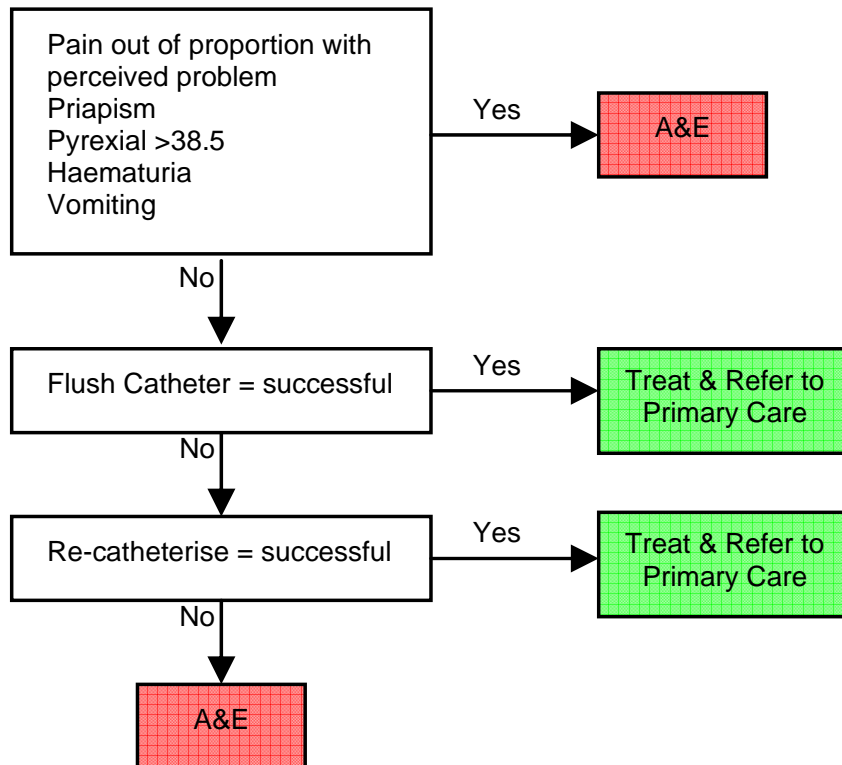 Pain out of proportion with
perceived problem
Priapism
Pyrexial >38.5
Haematuria
Vomiting
Yes
A&E
No
Flush Catheter = successful
Yes
Treat & Refer to
Primary Care
No
Re-catheterise = successful
Yes
Treat & Refer to
Primary Care
No
A&E